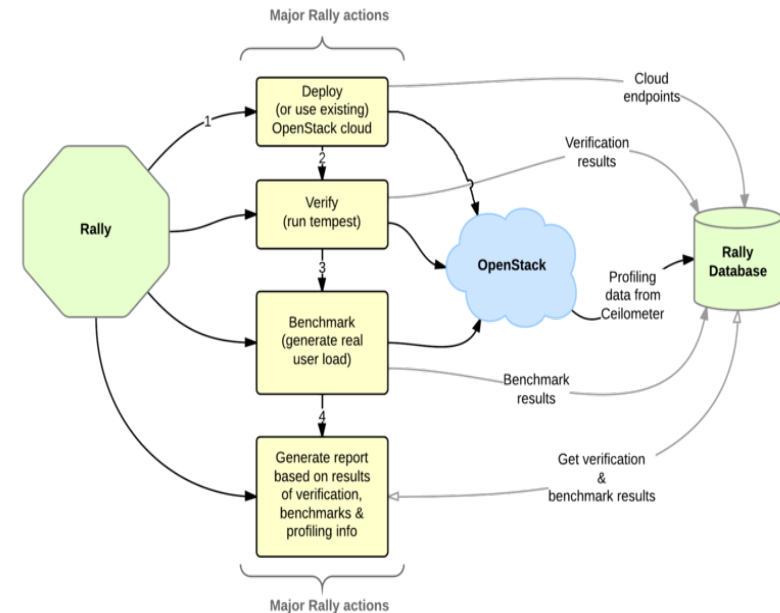 Major Rally actions
Deploy
(or use existing)
OpenStack cloud
Cloud
endpoints
1
2
Verification
results
Verify
(run tempest)
Rally
OpenStack
Rally
Database
3
Profiling
data from
Ceilometer
Benchmark
(generate real
user load)
Benchmark
results
4
Generate report
based on results
of verification,
benchmarks &
profiling info
Get verification
&
benchmark results
Major Rally actions